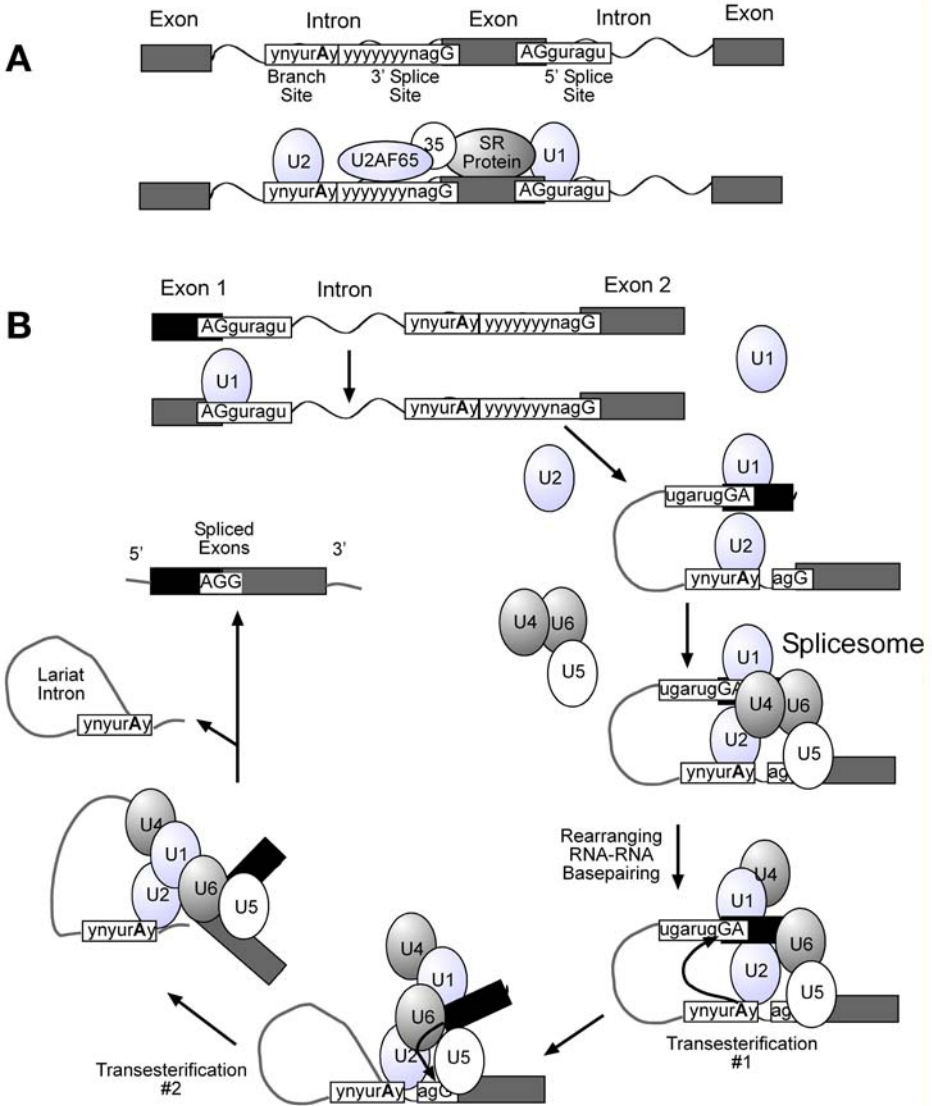 Exon Intron Exon Intron Exon
A
ynyurAy yyyyyyynagG AGguragu
Branch Site 3’ Splice Site 5’ Splice Site
U2 U2AF65 35 SR Protein U1
ynyurAy yyyyyyynagG AGguragu
Exon 1 Intron Exon 2
B
AGguragu ynyurAy yyyyyyynagG
U1
U1
AGguragu ynyurAy yyyyyyynagG
U2
U1
ugarugGA
U2
ynyurAy agG
Spliced
Exons
5’ 3’
AGG
U4 U6
U5
Splicesome
U1
ugarugGA
U4 U6
U2
U5
ynyurAy ag
Lariat
Intron
ynyurAy
Rearranging
RNA-RNA
Basepairing
U4
U1
ugarugGA
U6
U2
U5
ynyurAy ag
Transesterification
#1
U4
U1
U6
U2
U5
ynyurAy agG
Transesterification
#2
U4
U1
U2
U6
U5
ynyurAy